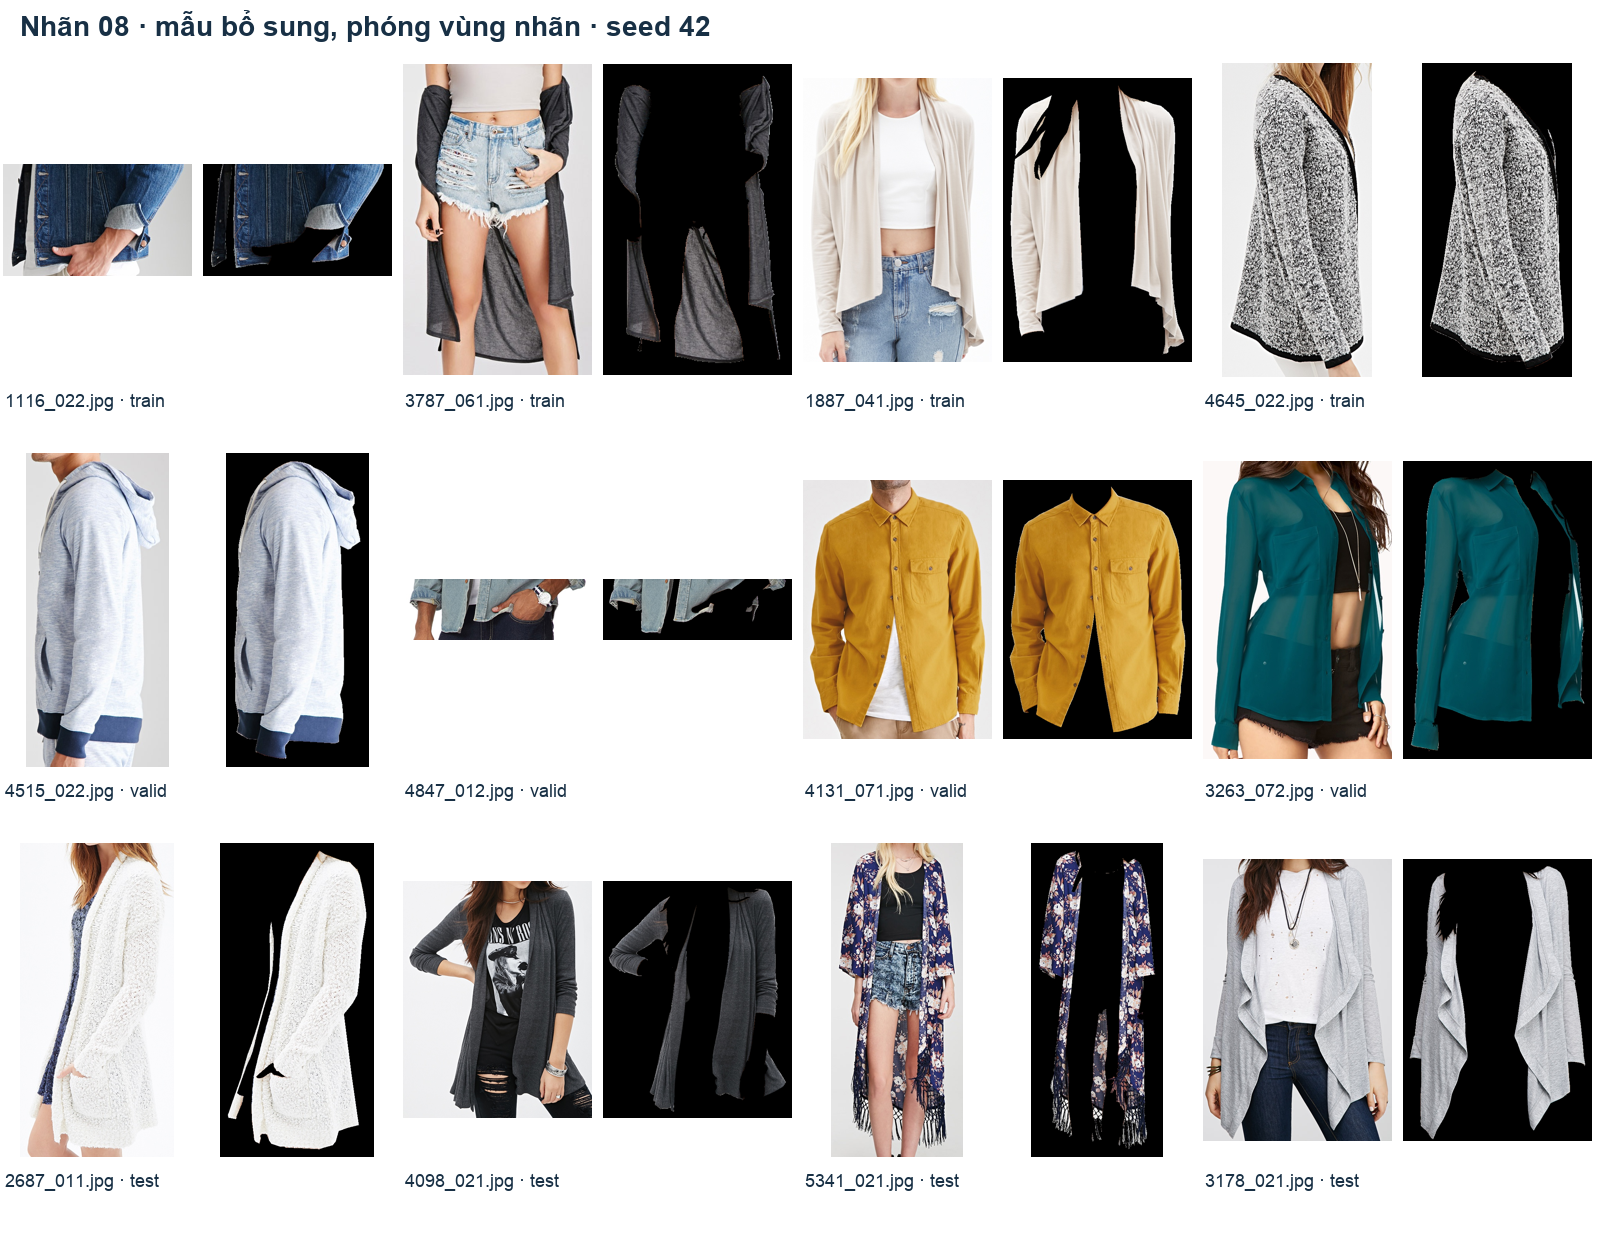 Nhãn 08 · mẫu bổ sung, phóng vùng nhãn · seed 42
NS N' RO
1116_022.jpg · train
3787_061.jpg · train
1887_041.jpg · train
4645_022.jpg · train
4515_022.jpg · valid
4847_012.jpg · valid
4131_071.jpg · valid
3263_072.jpg · valid
2687_011.jpg · test
4098_021.jpg · test
5341_021.jpg · test
3178_021.jpg · test